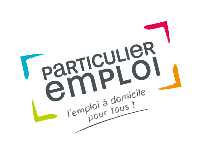 PARTICULIER
EMPLOI
l'emploi à domicile
pour tous !